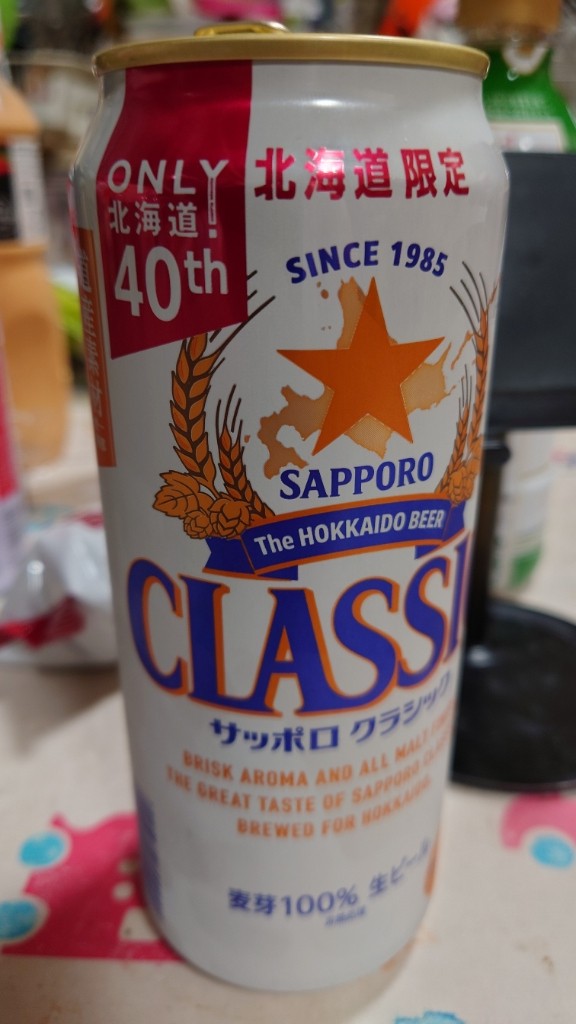 ONLY
北海道!
40th
北海道限定
SINCE 1985
SAPPORO
The HOKKAIDO BEER
CLASSI
サッポロ クラシック
BRISK AROMA AND ALL MALT
THE GREAT TASTE OF SAPPORO
BREWED FOR HOKKAIDO.
麦芽100% 生ビール